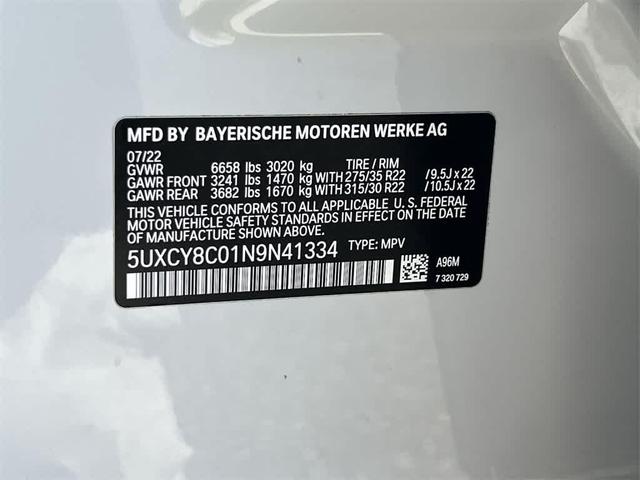 MFD BY BAYERISCHE MOTOREN WERKE AG
07/22
GVWR 6658 lbs 3020 kg TIRE / RIM
GAWR FRONT 3241 lbs 1470 kg WITH 275/35 R22 /9.5J x 22
GAWR REAR 3682 lbs 1670 kg WITH 315/30 R22 /10.5J x 22
THIS VEHICLE CONFORMS TO ALL APPLICABLE U. S. FEDERAL
MOTOR VEHICLE SAFETY STANDARDS IN EFFECT ON THE DATE
OF MANUFACTURE SHOWN ABOVE.
5UXCY8C01N9N41334 TYPE: MPV
A96M
7 320 729